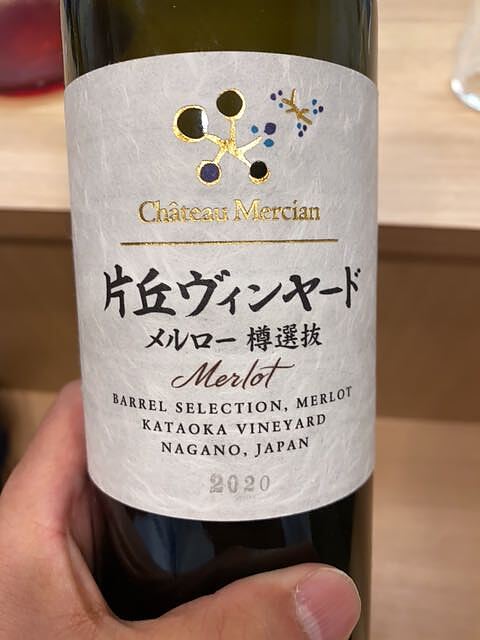 Château Mercian
片丘ヴィンヤード
メルロー 樽選抜
Merlot
BARREL SELECTION, MERLOT
KATAOKA VINEYARD
NAGANO, JAPAN
2020